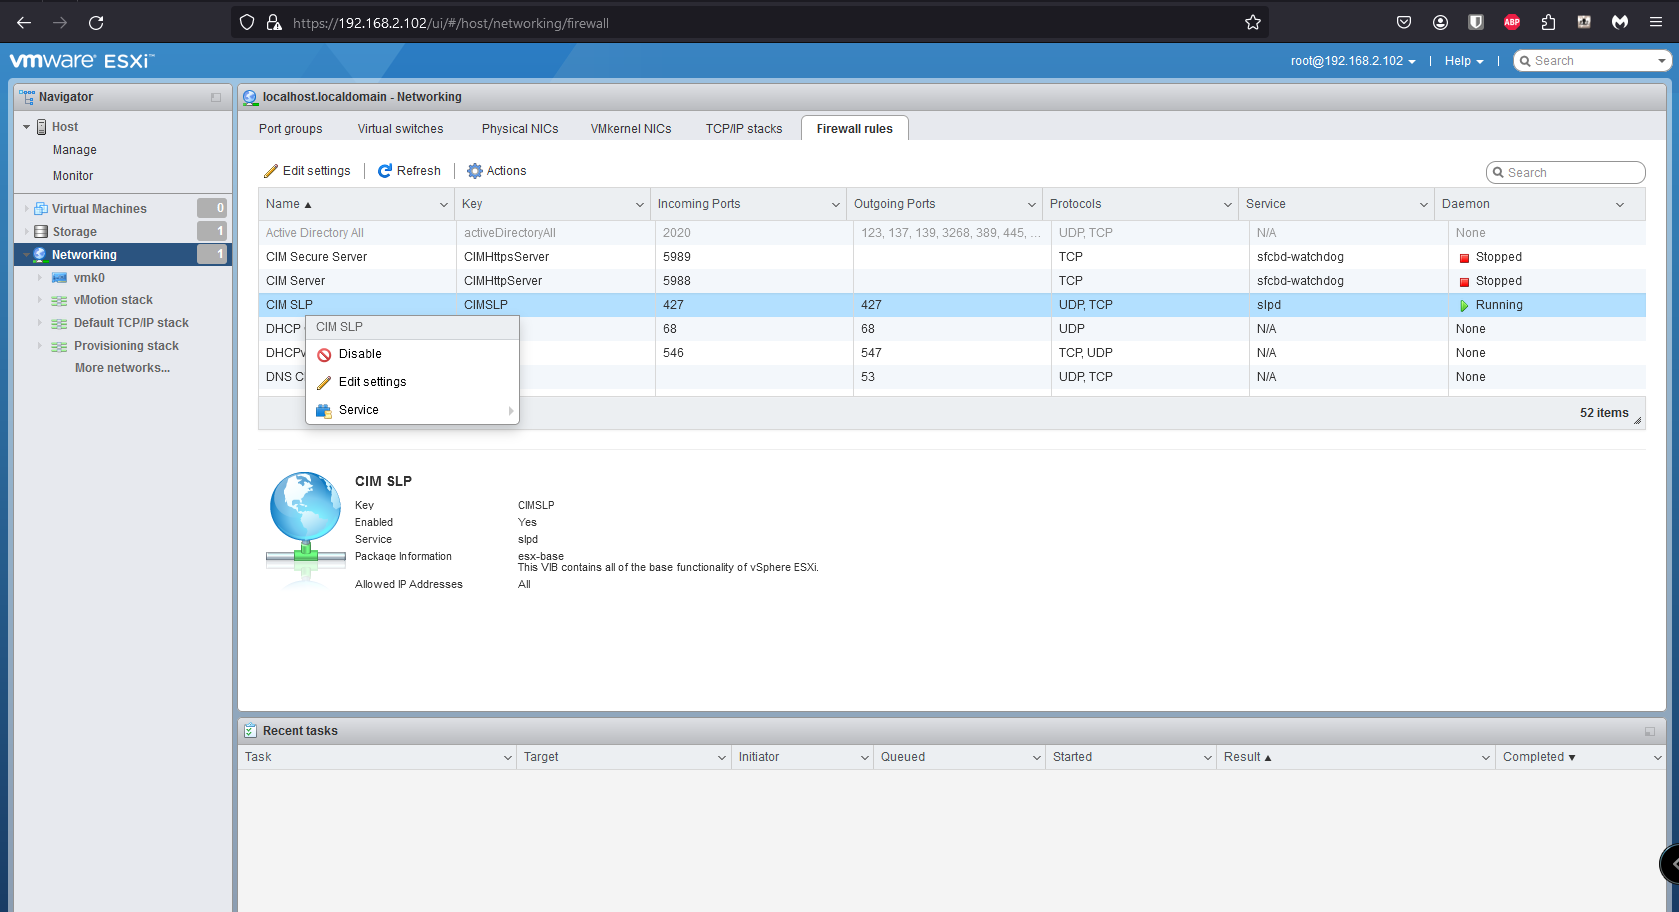 https://192.168.2.102/ui/#/host/networking/firewall
ABP
vmware ESXi™
root@192.168.2.102 | Help | Search
Navigator
Host
Manage
Monitor
Virtual Machines 0
Storage 1
Networking 1
vmk0
vMotion stack
Default TCP/IP stack
Provisioning stack
More networks...
localhost.localdomain - Networking
Port groups Virtual switches Physical NICs VMkernel NICs TCP/IP stacks Firewall rules
Edit settings | Refresh | Actions Search
Name ▲ Key Incoming Ports Outgoing Ports Protocols Service Daemon
Active Directory All activeDirectoryAll 2020 123, 137, 139, 3268, 389, 445, ... UDP, TCP N/A None
CIM Secure Server CIMHttpsServer 5989 TCP sfcbd-watchdog Stopped
CIM Server CIMHttpServer 5988 TCP sfcbd-watchdog Stopped
CIM SLP CIMSLP 427 427 UDP, TCP slpd Running
DHCP 68 68 UDP N/A None
DHCPv 546 547 TCP, UDP N/A None
DNS C 53 UDP, TCP N/A None
52 items
CIM SLP
Disable
Edit settings
Service
CIM SLP
Key CIMSLP
Enabled Yes
Service slpd
Package Information esx-base
This VIB contains all of the base functionality of vSphere ESXi.
Allowed IP Addresses All
Recent tasks
Task Target Initiator Queued Started Result ▲ Completed ▼